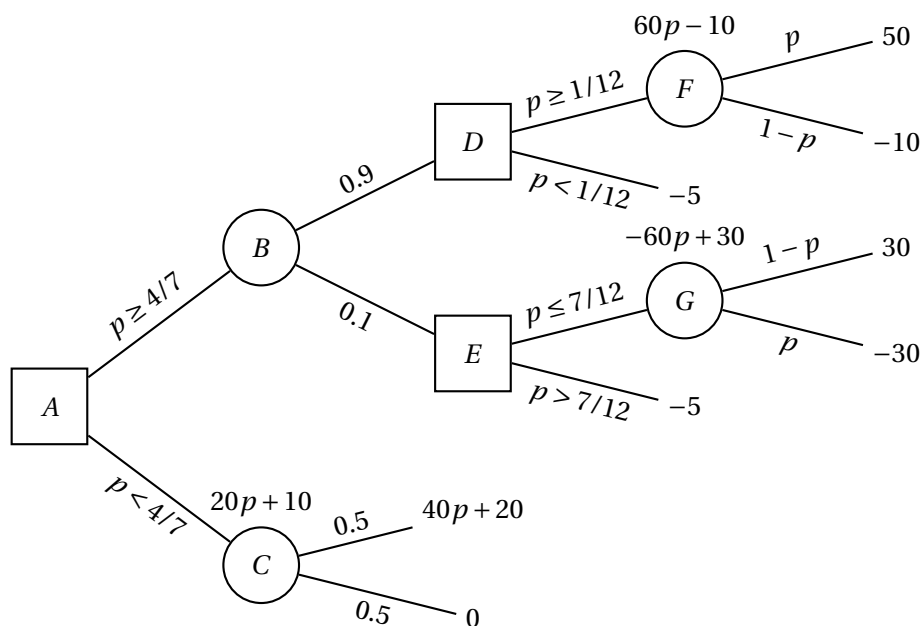 60p − 10
p
50
p ≥ 1/12
F
1 − p
−10
D
p < 1/12
−5
0.9
B
−60p + 30
1 − p
30
p ≥ 4/7
0.1
p ≤ 7/12
G
p
−30
E
p > 7/12
−5
A
p < 4/7
20p + 10
0.5
40p + 20
C
0.5
0